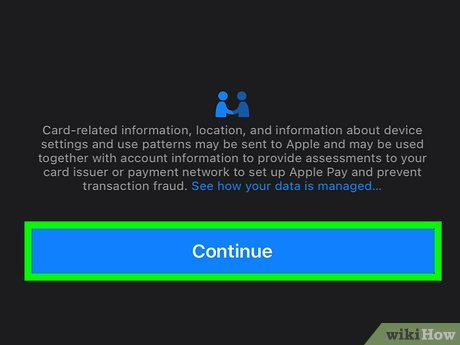 Card-related information, location, and information about device
settings and use patterns may be sent to Apple and may be used
together with account information to provide assessments to your
card issuer or payment network to set up Apple Pay and prevent
transaction fraud. See how your data is managed...
Continue
wikiHow